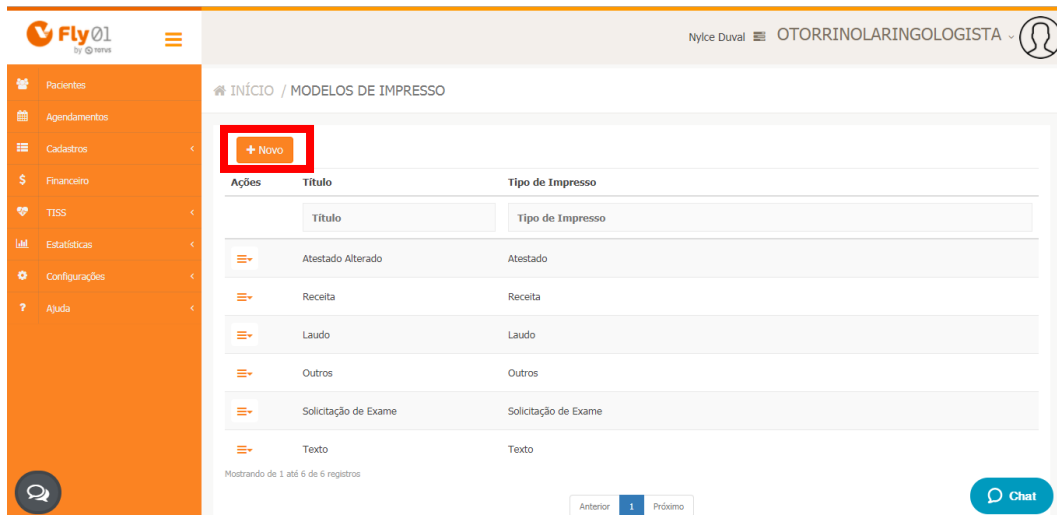 Fly01
by TOTVS
Nylce Duval OTORRINOLARINGOLOGISTA
Pacientes
Agendamentos
Cadastros
Financeiro
TISS
Estatísticas
Configurações
Ajuda
INÍCIO / MODELOS DE IMPRESSO
+ Novo
Ações Título Tipo de Impresso
Título Tipo de Impresso
Atestado Alterado Atestado
Receita Receita
Laudo Laudo
Outros Outros
Solicitação de Exame Solicitação de Exame
Texto Texto
Mostrando de 1 até 6 de 6 registros
Anterior 1 Próximo
Chat